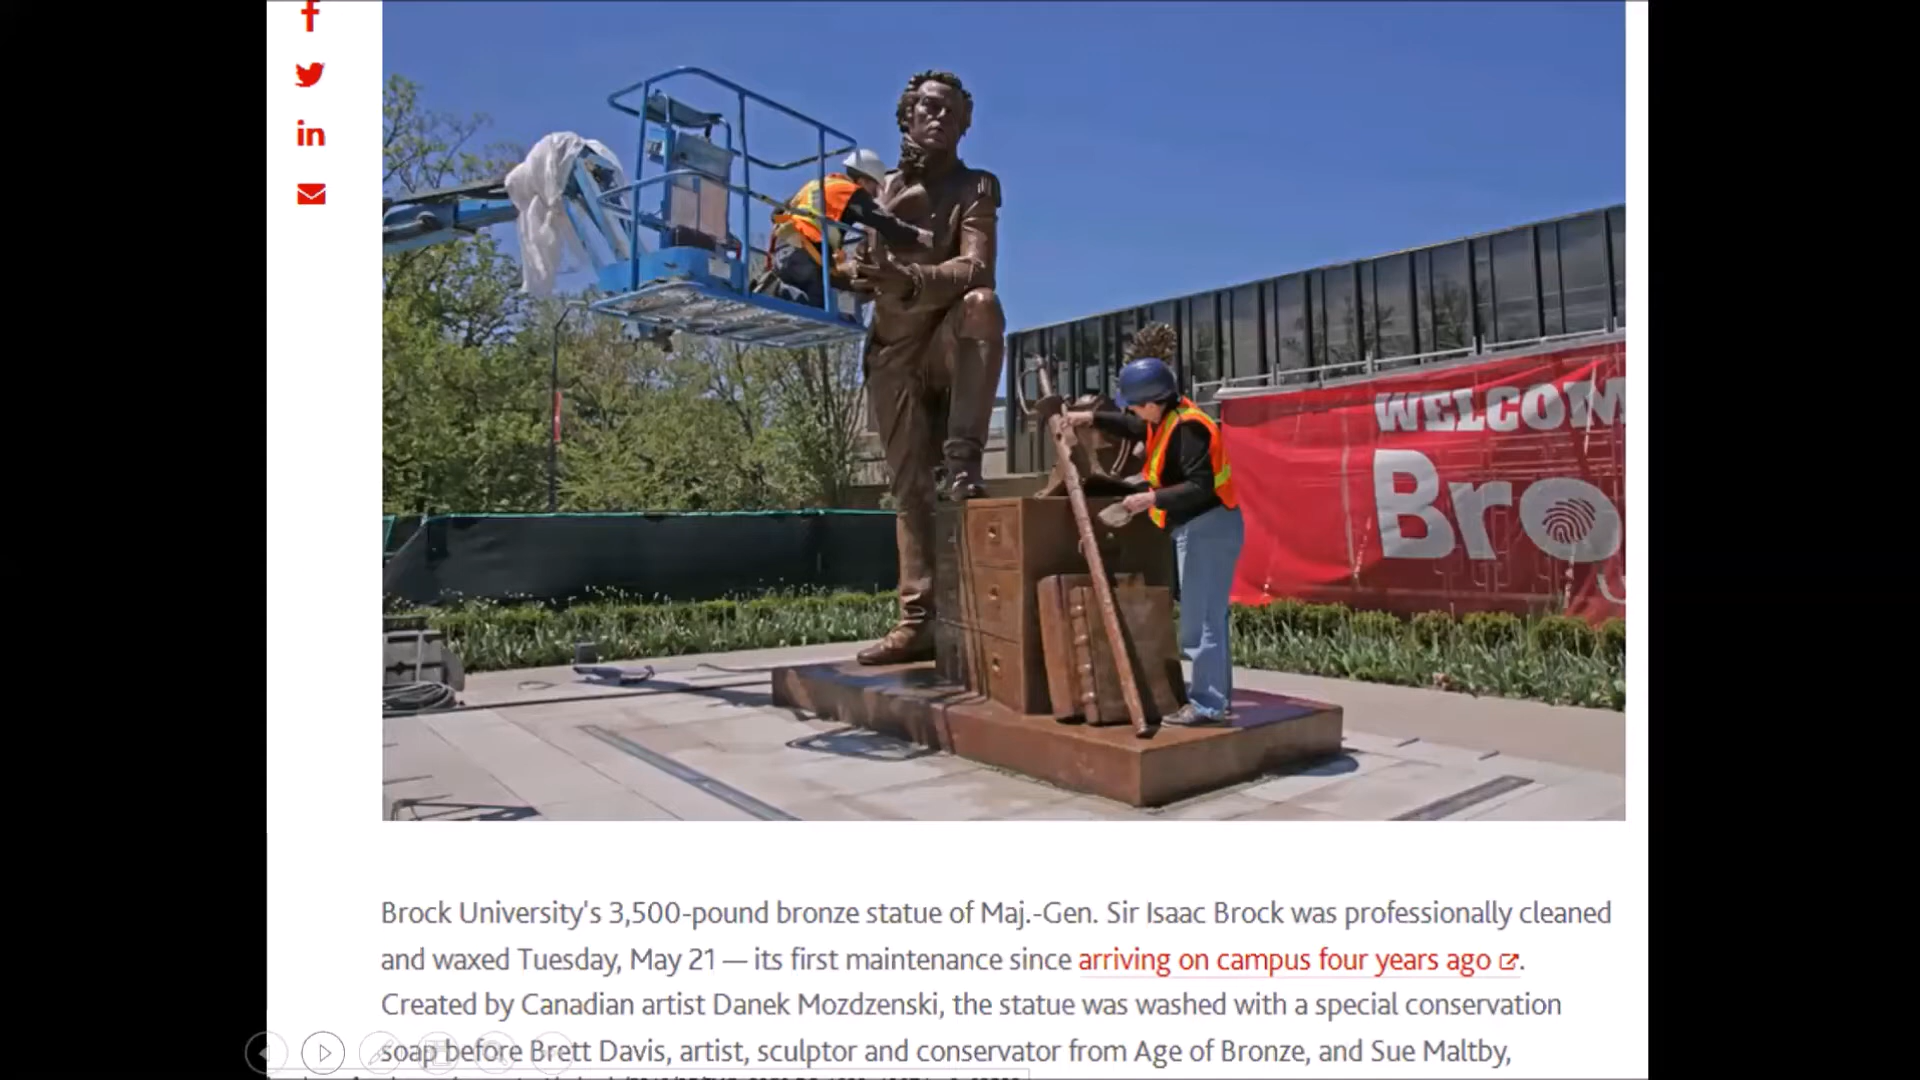 WELCOM
Bro
Brock University's 3,500-pound bronze statue of Maj.-Gen. Sir Isaac Brock was professionally cleaned
and waxed Tuesday, May 21 — its first maintenance since arriving on campus four years ago.
Created by Canadian artist Danek Mozdzenski, the statue was washed with a special conservation
soap before Brett Davis, artist, sculptor and conservator from Age of Bronze, and Sue Maltby,